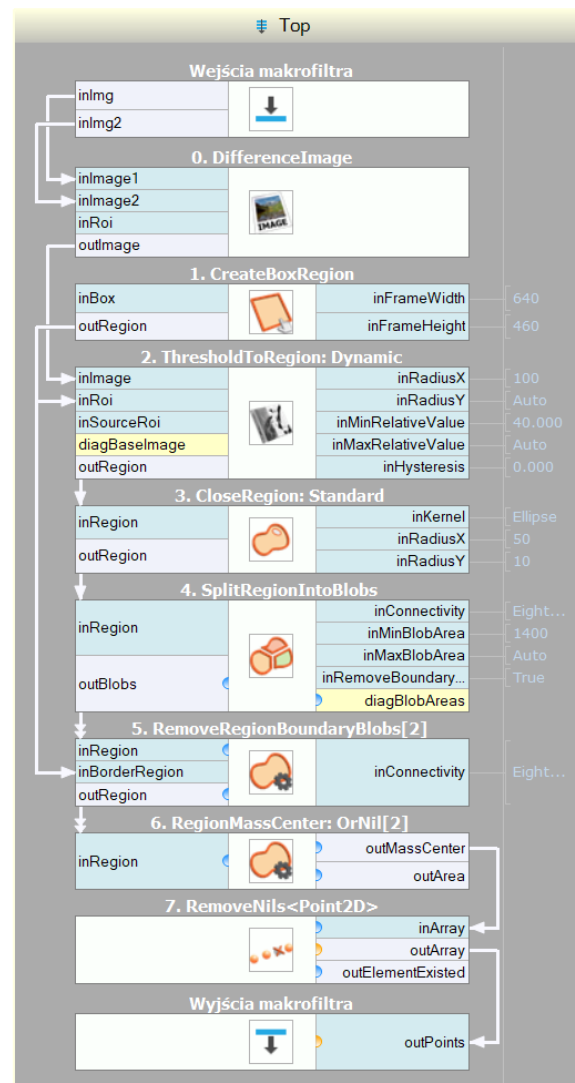 Top
Wejścia makrofiltra
inImg
inImg2
0. DifferenceImage
inImage1
inImage2
inRoi
outImage
IMAGE
1. CreateBoxRegion
inBox inFrameWidth 640
outRegion inFrameHeight 460
2. ThresholdToRegion: Dynamic
inImage inRadiusX 100
inRoi inRadiusY Auto
inSourceRoi inMinRelativeValue 40.000
diagBaseImage inMaxRelativeValue Auto
outRegion inHysteresis 0.000
3. CloseRegion: Standard
inRegion inKernel Ellipse
outRegion inRadiusX 50
inRadiusY 10
4. SplitRegionIntoBlobs
inRegion inConnectivity Eight...
inMinBlobArea 1400
inMaxBlobArea Auto
outBlobs inRemoveBoundary... True
diagBlobAreas
5. RemoveRegionBoundaryBlobs[2]
inRegion
inBorderRegion inConnectivity Eight...
outRegion
6. RegionMassCenter: OrNil[2]
inRegion outMassCenter
outArea
7. RemoveNils<Point2D>
inArray
outArray
outElementExisted
Wyjścia makrofiltra
outPoints